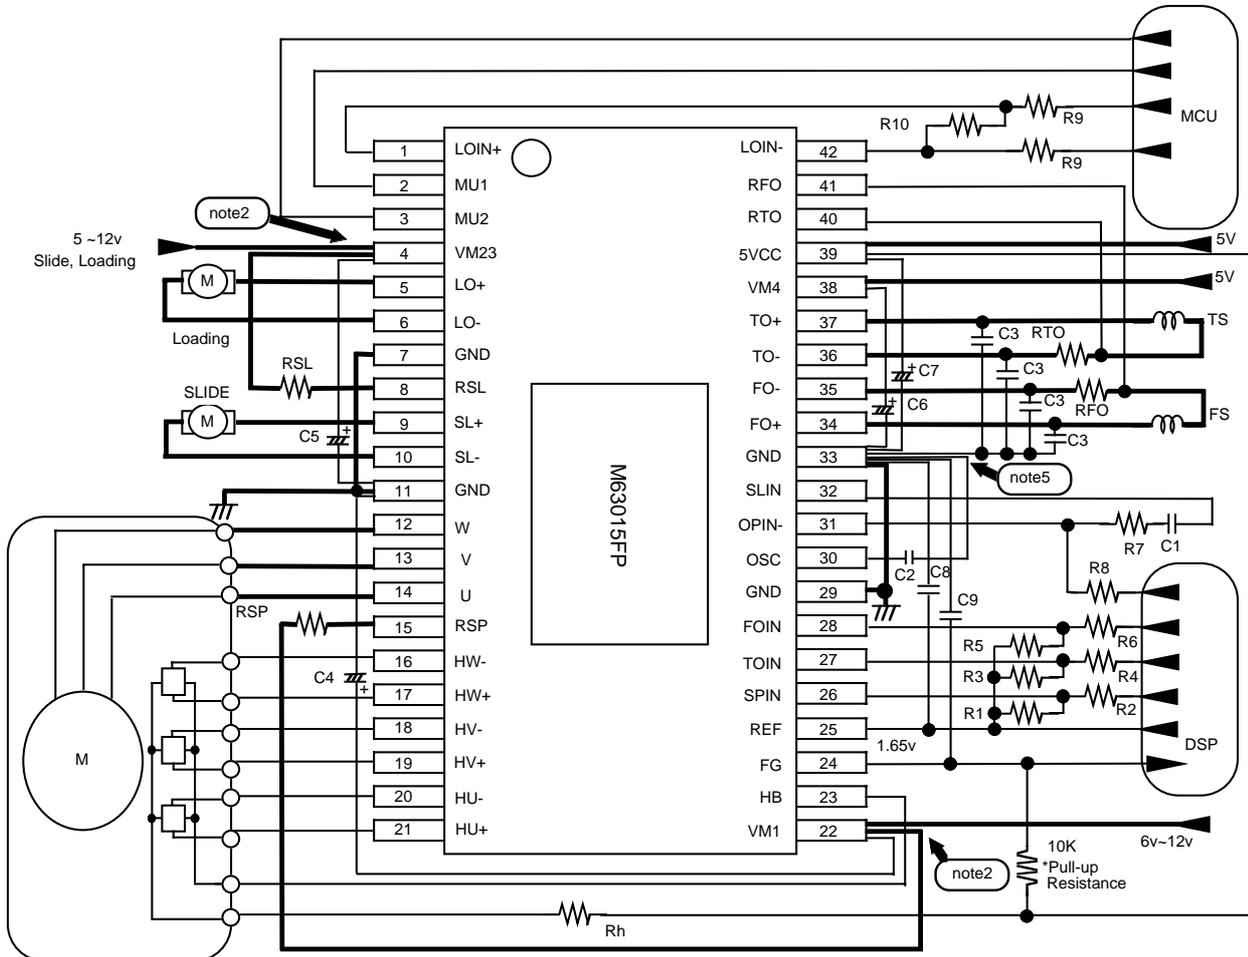 MCU
R10
R9
R9
note2
5 ~12v
Slide, Loading
M
Loading
RSL
SLIDE
M
C5
+
1 LOIN+
2 MU1
3 MU2
4 VM23
5 LO+
6 LO-
7 GND
8 RSL
9 SL+
10 SL-
11 GND
12 W
13 V
14 U
15 RSP
16 HW-
17 HW+
18 HV-
19 HV+
20 HU-
21 HU+
M63015FP
LOIN- 42
RFO 41
RTO 40
5VCC 39
VM4 38
TO+ 37
TO- 36
FO- 35
FO+ 34
GND 33
SLIN 32
OPIN- 31
OSC 30
GND 29
FOIN 28
TOIN 27
SPIN 26
REF 25
FG 24
HB 23
VM1 22
5V
5V
TS
C3
RTO
C3
+
C7
C3
RFO
+
C6
FS
C3
note5
R7
C1
C2
C8
R8
C9
R5
R6
R3
R4
R1
R2
1.65v
DSP
6v~12v
note2
10K
*Pull-up
Resistance
RSP
C4
+
M
Rh